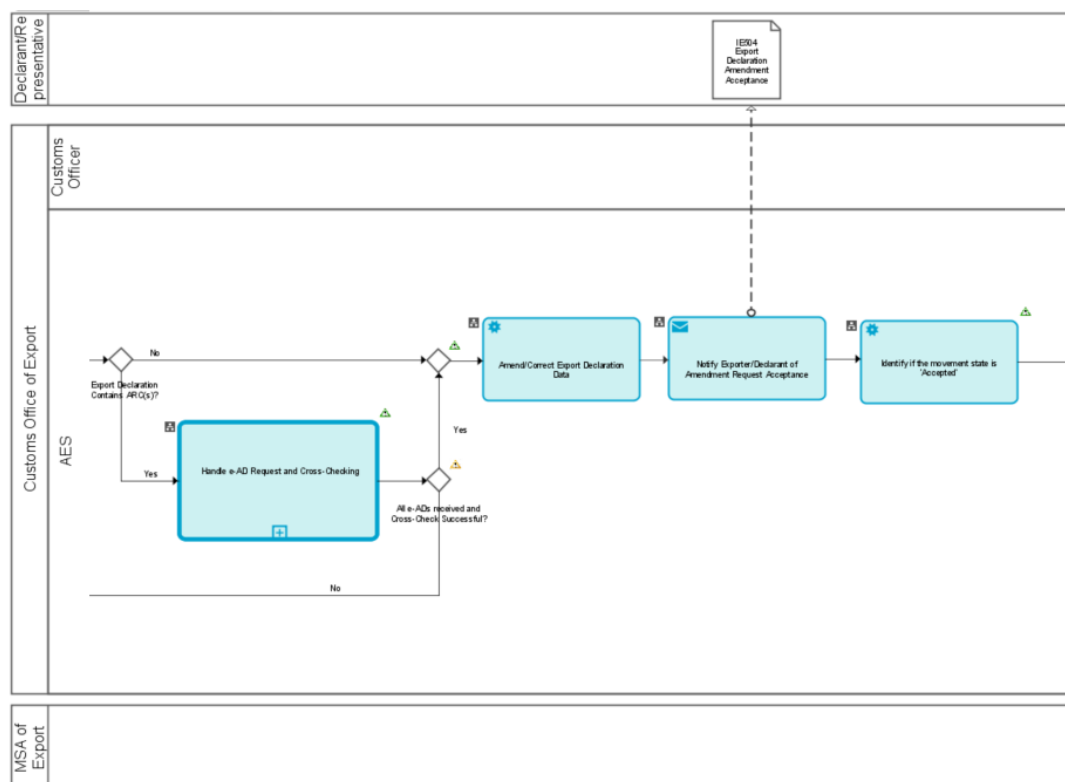 Declarant/Re
presentative
IE504
Export
Declaration
Amendment
Acceptance
Customs Office of Export
Customs
Officer
AES
No
Export Declaration
Contains ARC(s)?
Yes
Handle e-AD Request and Cross-Checking
All e-ADs received and
Cross-Check Successful?
Yes
No
Amend/Correct Export Declaration
Data
Notify Exporter/Declarant of
Amendment Request Acceptance
Identify if the movement state is
'Accepted'
MSA of
Export